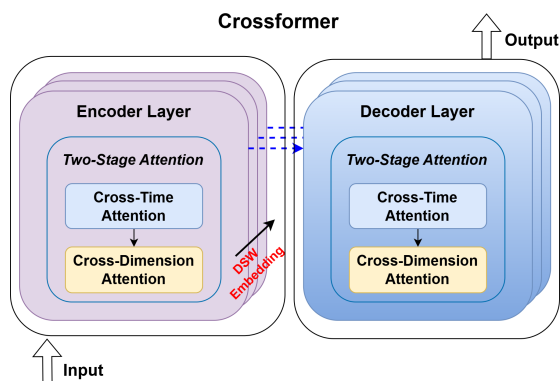 Crossformer
Output
Encoder Layer
Two-Stage Attention
Cross-Time
Attention
Cross-Dimension
Attention
DSW
Embedding
Decoder Layer
Two-Stage Attention
Cross-Time
Attention
Cross-Dimension
Attention
Input